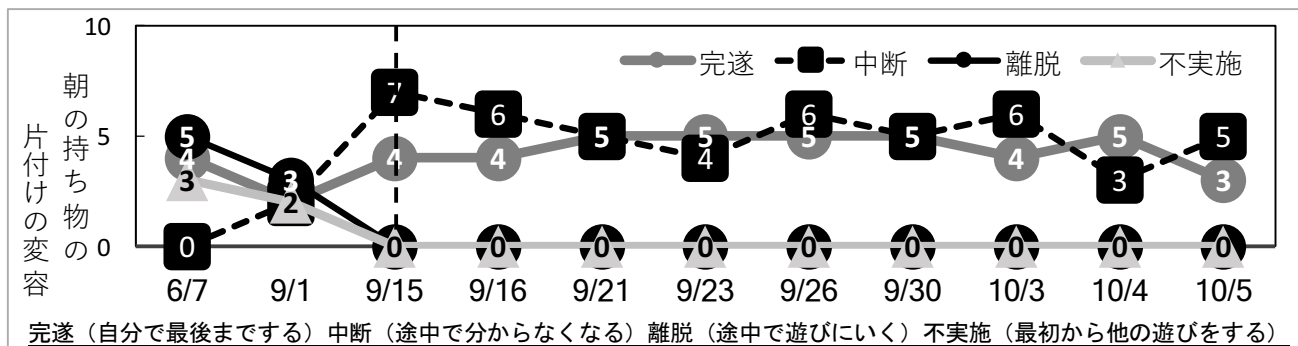 10
5
0
朝の持ち物の
片付けの変容
完遂 中断 離脱 不実施
5 4 3 0
3 2
7 4 0
6 4 0
5 0
5 4 0
6 5 0
5 0
6 4 0
5 3 0
5 3 0
6/7 9/1 9/15 9/16 9/21 9/23 9/26 9/30 10/3 10/4 10/5
完遂（自分で最後までする）中断（途中で分からなくなる）離脱（途中で遊びにいく）不実施（最初から他の遊びをする）